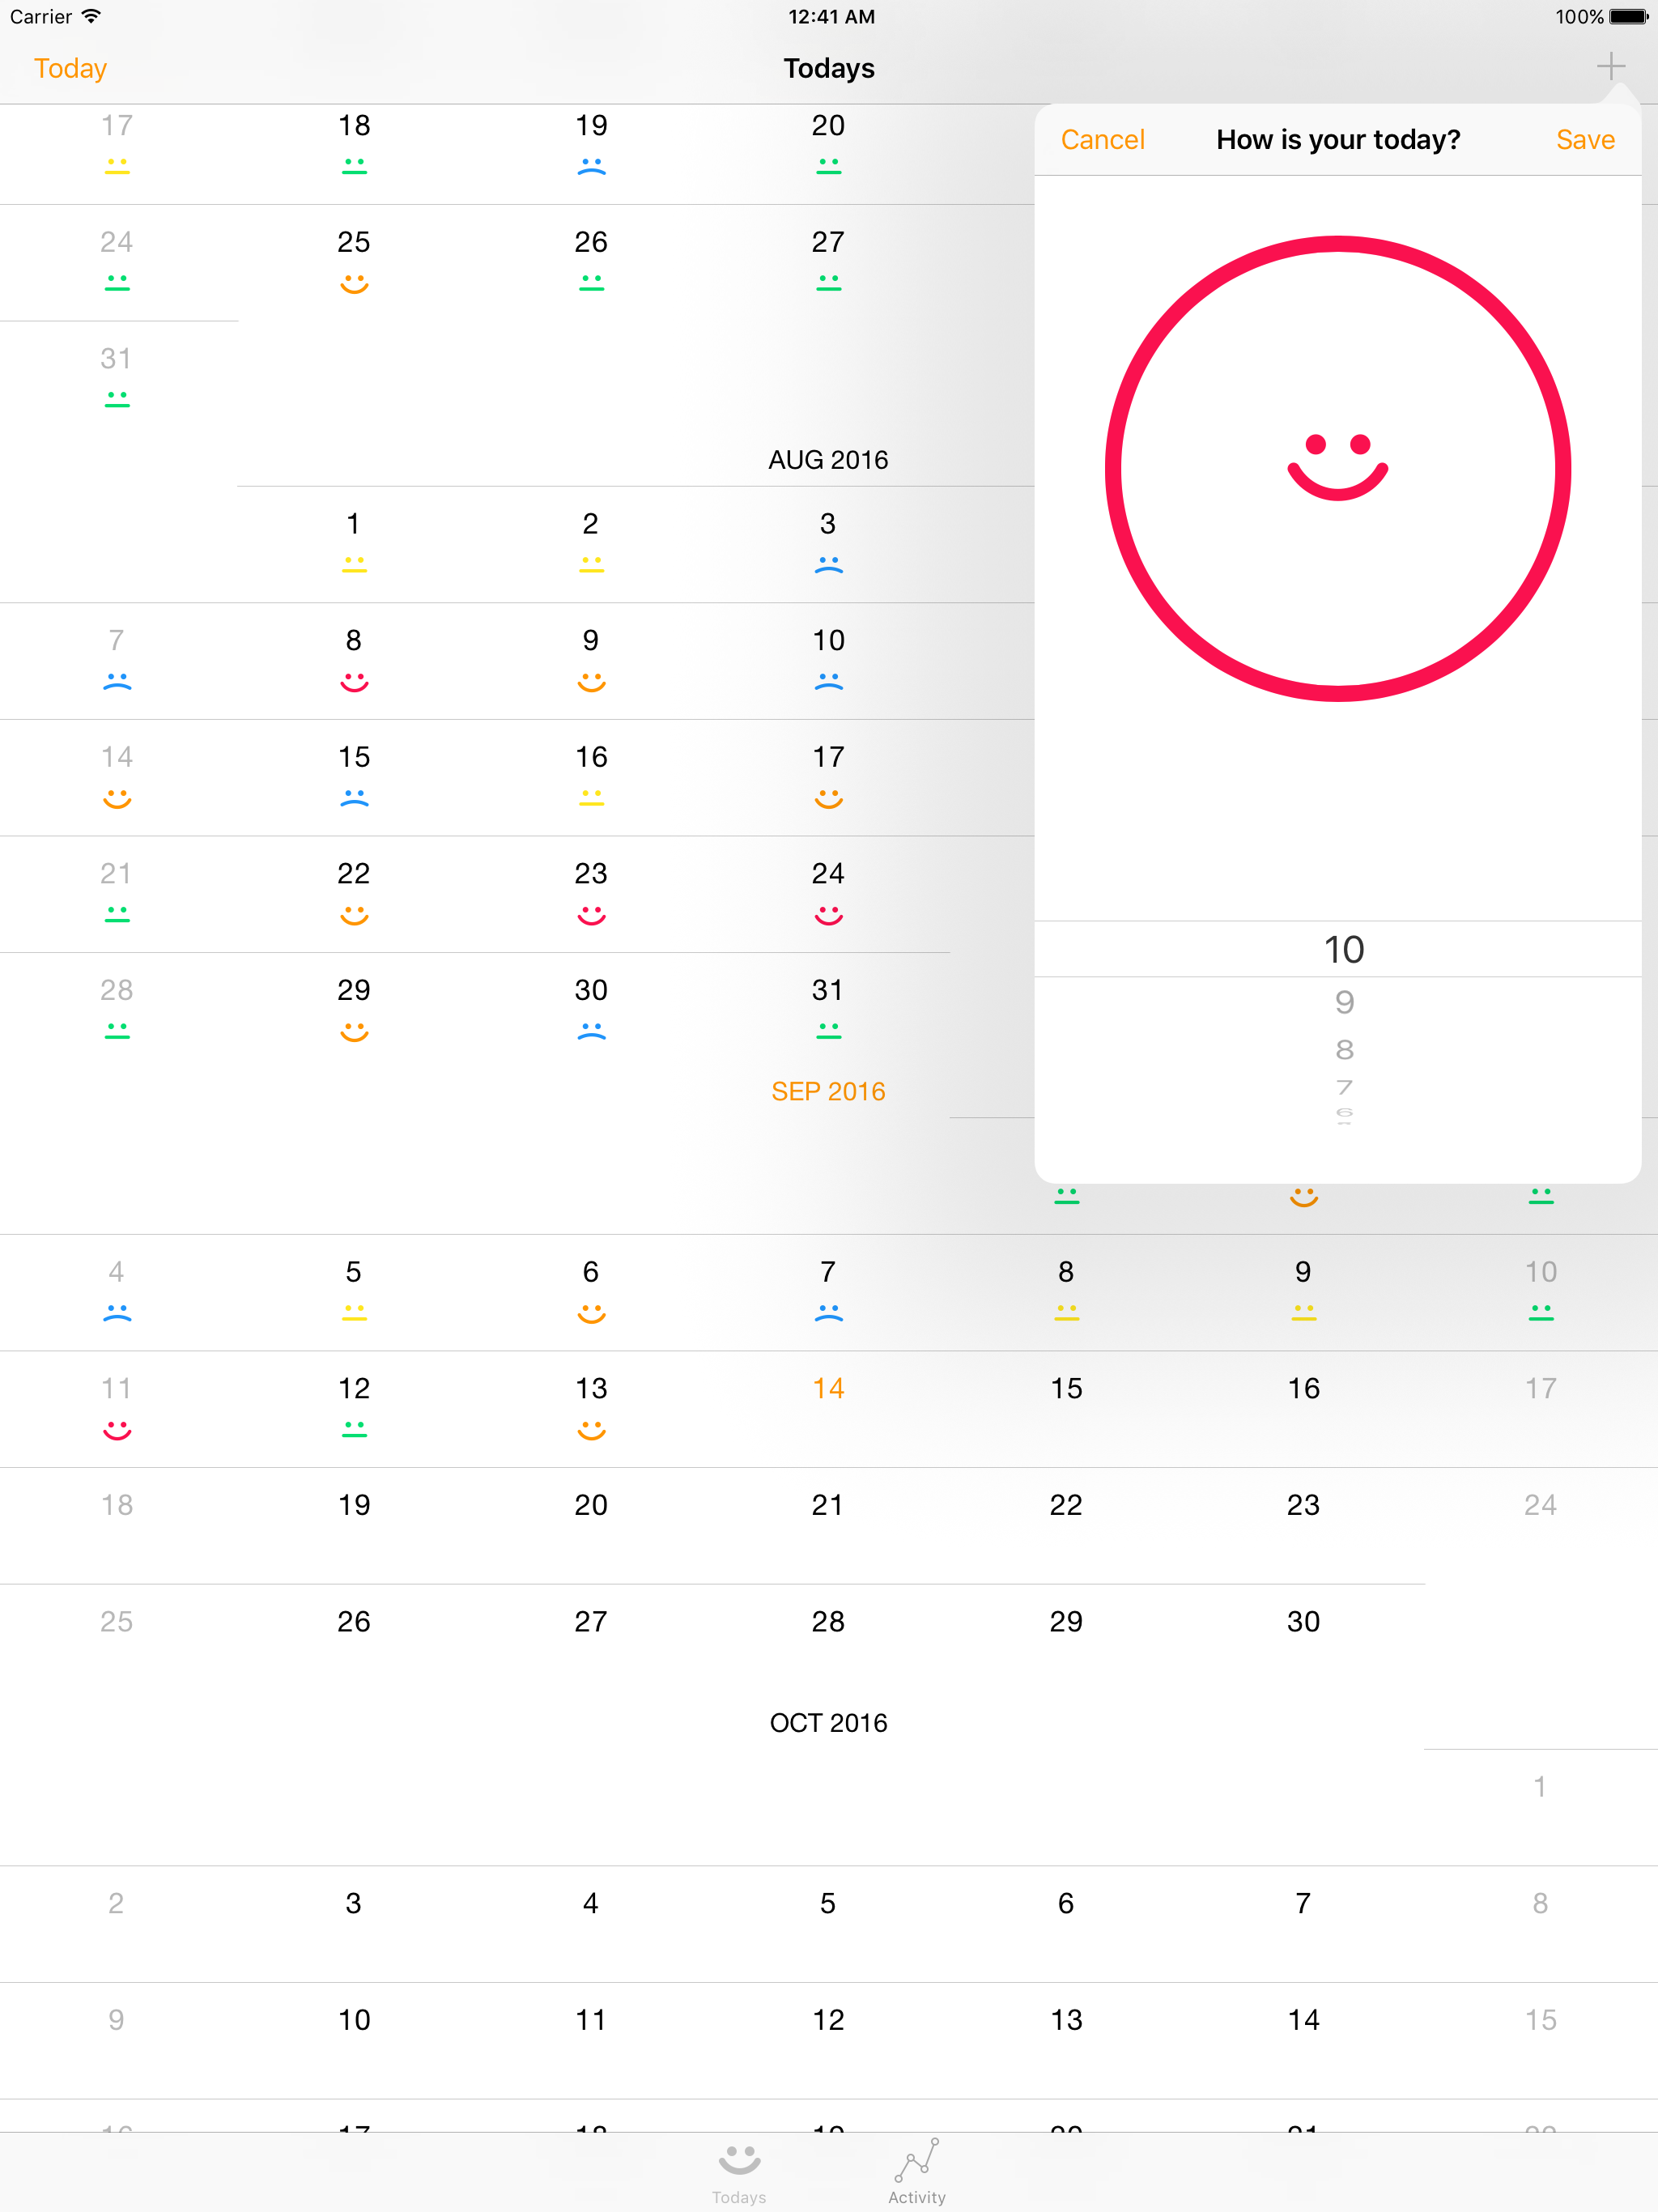 Carrier 12:41 AM 100%
Today Todays
Cancel How is your today? Save
17 18 19 20
24 25 26 27
31
AUG 2016
1 2 3
7 8 9 10
14 15 16 17
21 22 23 24
10
28 29 30 31
9
8
7
6
SEP 2016
4 5 6 7 8 9 10
11 12 13 14 15 16 17
18 19 20 21 22 23 24
25 26 27 28 29 30
OCT 2016
1
2 3 4 5 6 7 8
9 10 11 12 13 14 15
Todays Activity